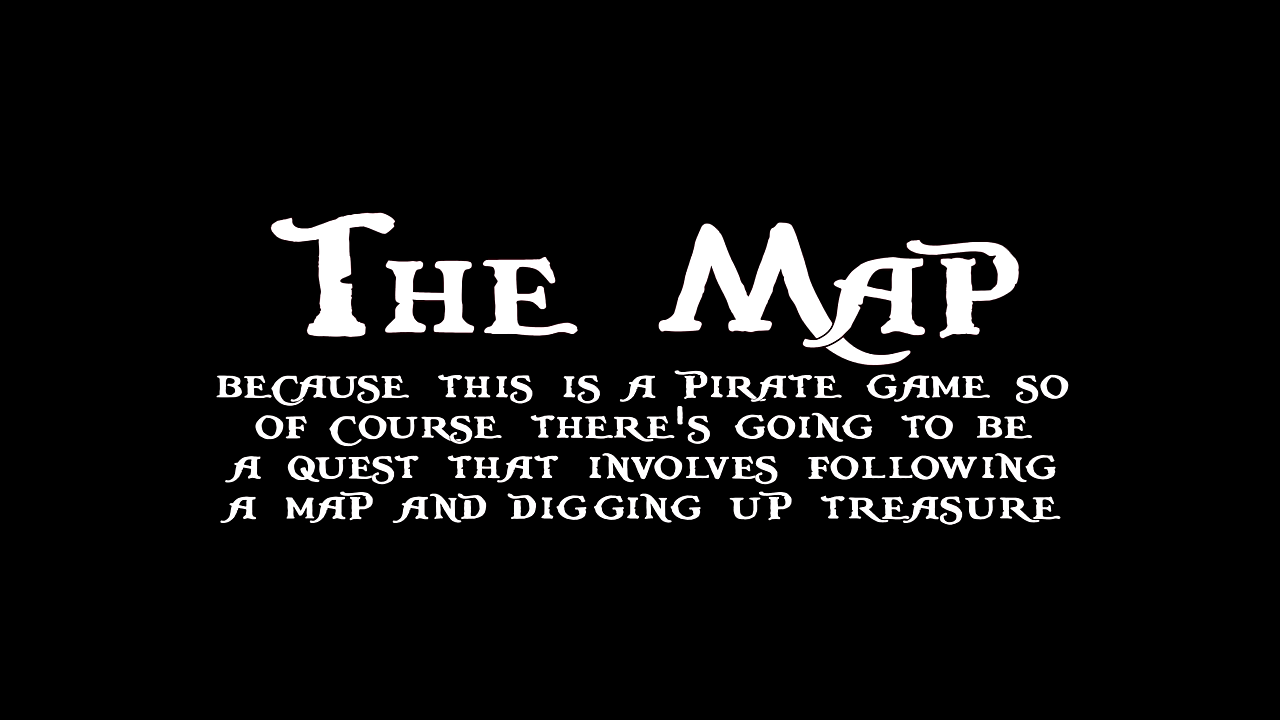 The Map
BECAUSE THIS IS A PIRATE GAME SO
OF COURSE THERE'S GOING TO BE
A QUEST THAT INVOLVES FOLLOWING
A MAP AND DIGGING UP TREASURE